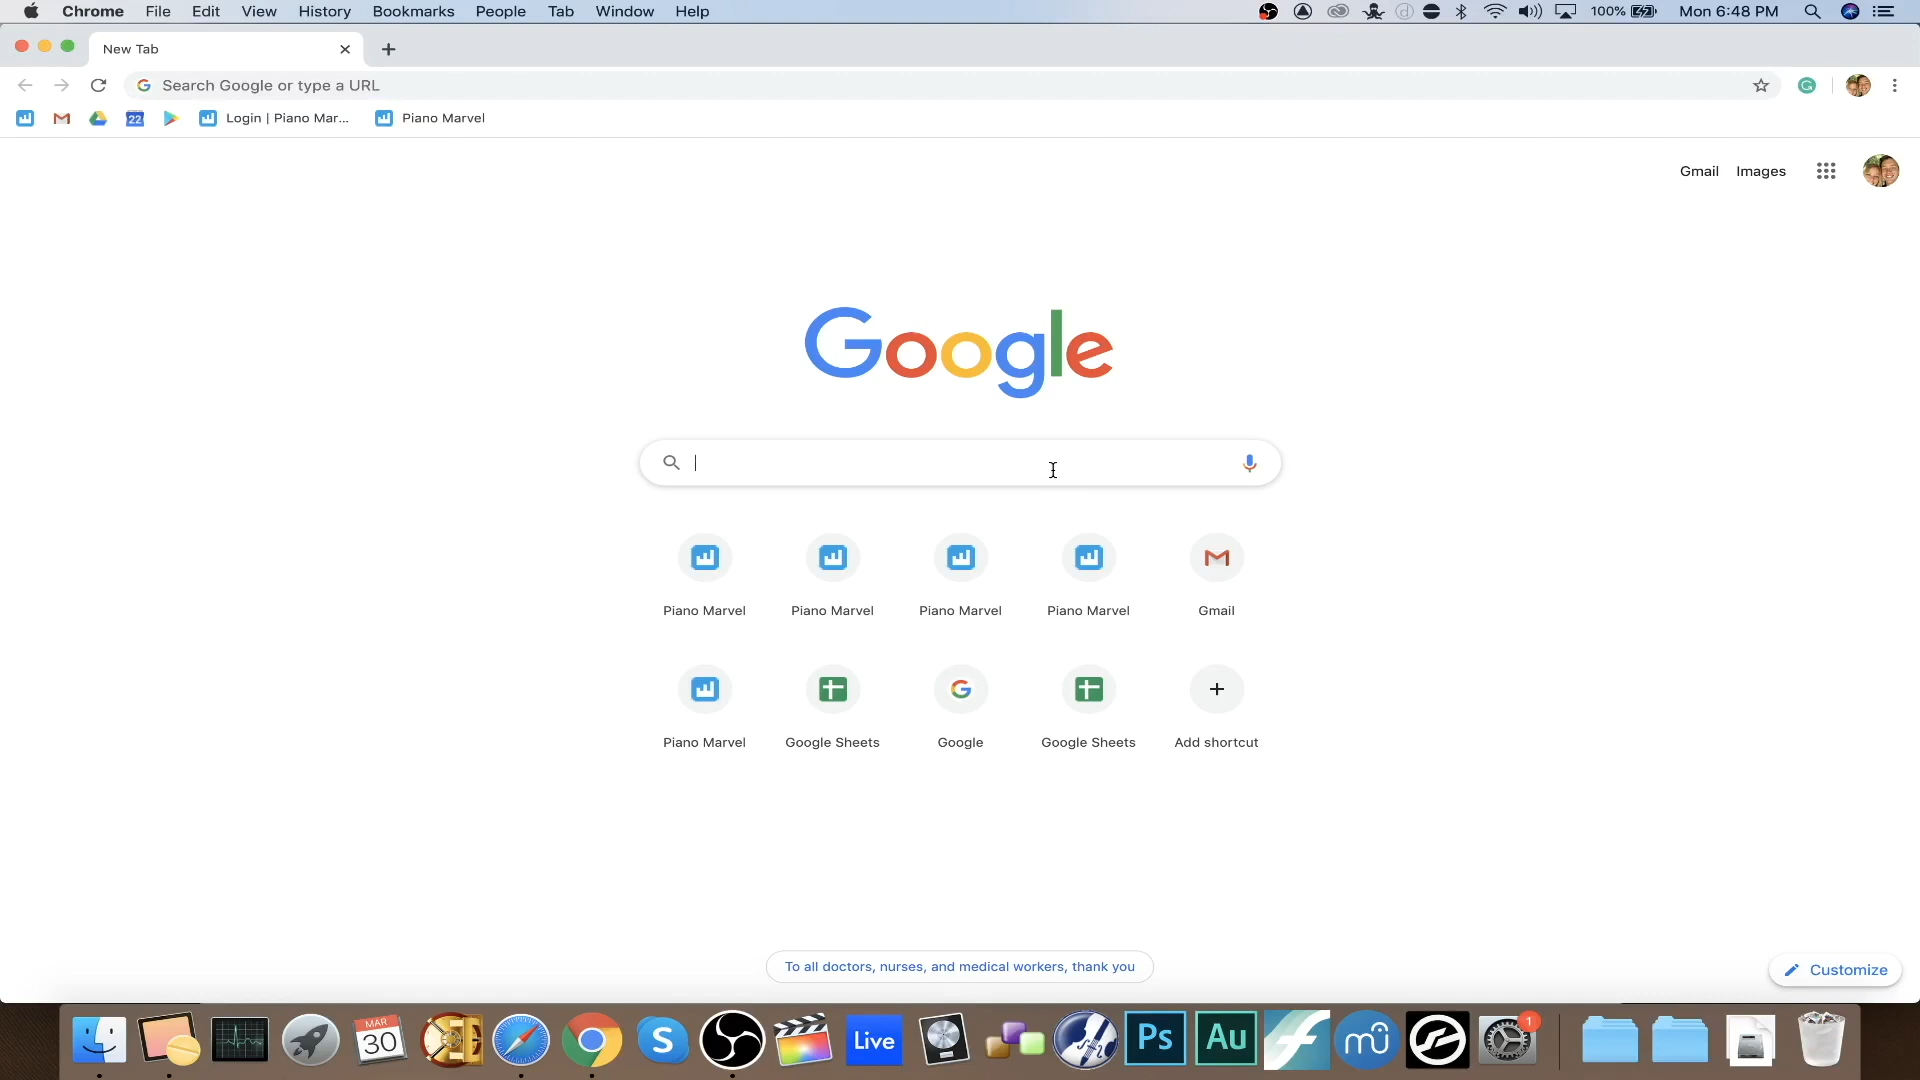 Chrome File Edit View History Bookmarks People Tab Window Help 100% Mon 6:48 PM
New Tab
Search Google or type a URL
22 Login | Piano Mar... Piano Marvel
Gmail Images
Google
Piano Marvel Piano Marvel Piano Marvel Piano Marvel Gmail
Piano Marvel Google Sheets Google Google Sheets Add shortcut
To all doctors, nurses, and medical workers, thank you
Customize
MAR
30 Live Ps Au 1